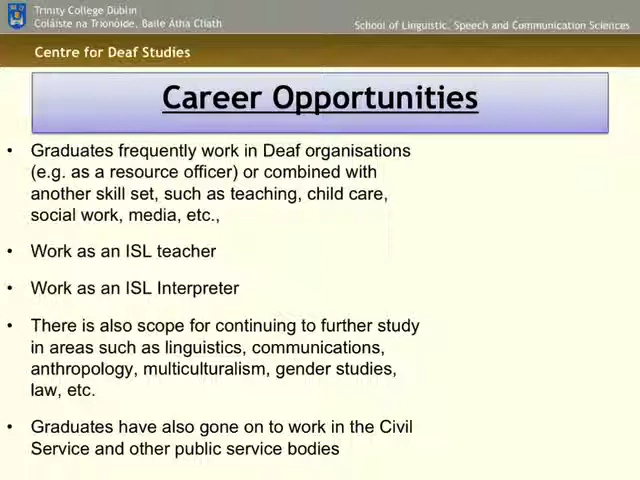 Trinity College Dublin
Coláiste na Tríonóide, Baile Átha Cliath
School of Linguistic, Speech and Communication Sciences
Centre for Deaf Studies
Career Opportunities
• Graduates frequently work in Deaf organisations
(e.g. as a resource officer) or combined with
another skill set, such as teaching, child care,
social work, media, etc.,
• Work as an ISL teacher
• Work as an ISL Interpreter
• There is also scope for continuing to further study
in areas such as linguistics, communications,
anthropology, multiculturalism, gender studies,
law, etc.
• Graduates have also gone on to work in the Civil
Service and other public service bodies